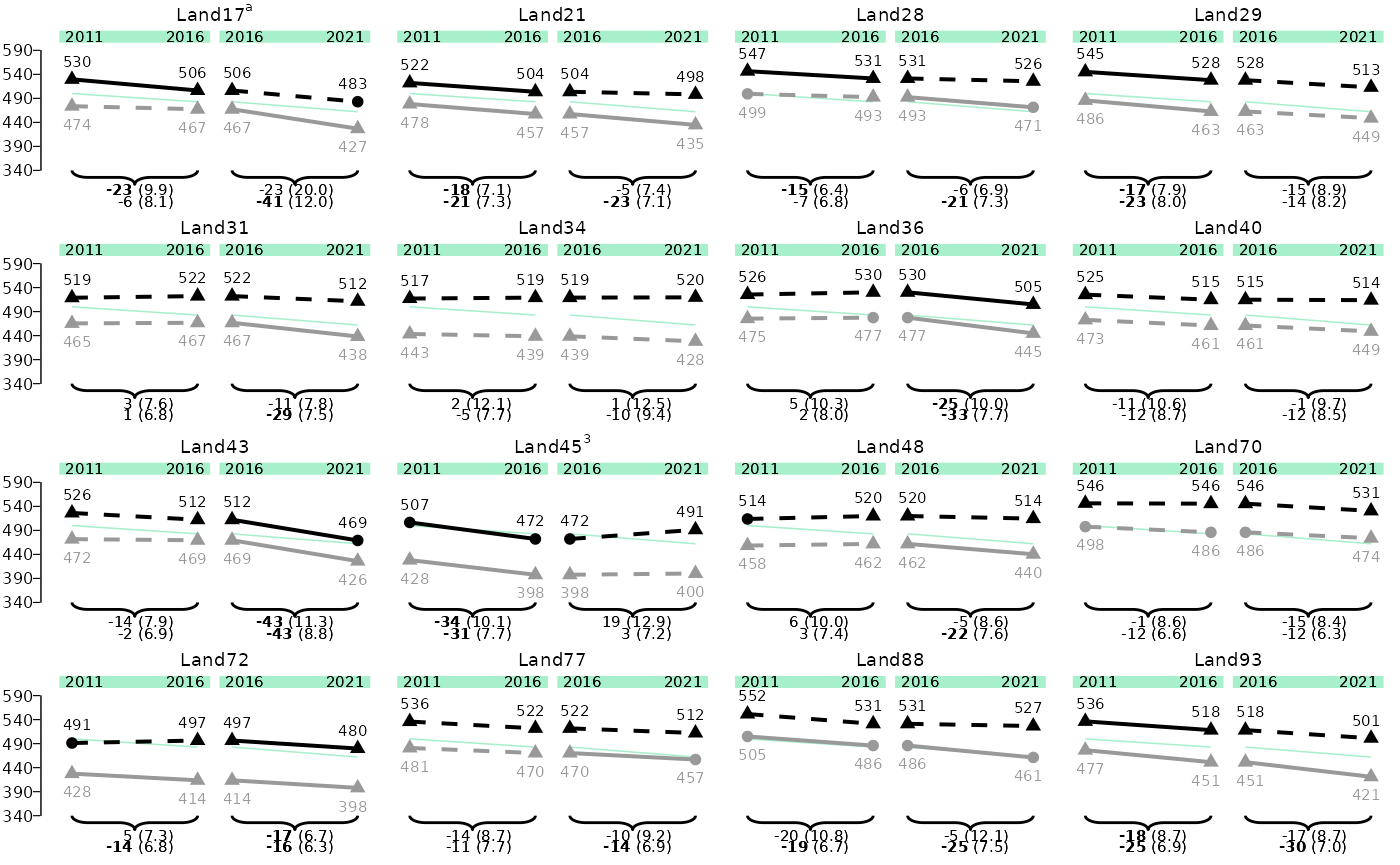 Land17a Land21 Land28 Land29
2011 2016 2016 2021 2011 2016 2016 2021 2011 2016 2016 2021 2011 2016 2016 2021
590
540
490
440
390
340
530 506 506 483 522 504 504 498 547 531 531 526 545 528 528 513
474 467 467 427 478 457 457 435 499 493 493 471 486 463 463 449
-23 (9.9) -23 (20.0) -18 (7.1) -5 (7.4) -15 (6.4) -6 (6.9) -17 (7.9) -15 (8.9)
-6 (8.1) -41 (12.0) -21 (7.3) -23 (7.1) -7 (6.8) -21 (7.3) -23 (8.0) -14 (8.2)
Land31 Land34 Land36 Land40
2011 2016 2016 2021 2011 2016 2016 2021 2011 2016 2016 2021 2011 2016 2016 2021
590
540
490
440
390
340
519 522 522 512 517 519 519 520 526 530 530 505 525 515 515 514
465 467 467 438 443 439 439 428 475 477 477 445 473 461 461 449
3 (7.6) -11 (7.8) 2 (12.1) 1 (12.5) 5 (10.3) -25 (10.0) -11 (10.6) -1 (9.7)
1 (6.8) -29 (7.5) -5 (7.7) -10 (9.4) 2 (8.0) -33 (7.7) -12 (8.7) -12 (8.5)
Land43 Land453 Land48 Land70
2011 2016 2016 2021 2011 2016 2016 2021 2011 2016 2016 2021 2011 2016 2016 2021
590
540
490
440
390
340
526 512 512 469 507 472 472 491 514 520 520 514 546 546 546 531
472 469 469 426 428 398 398 400 458 462 462 440 498 486 486 474
-14 (7.9) -43 (11.3) -34 (10.1) 19 (12.9) 6 (10.0) -5 (8.6) -1 (8.6) -15 (8.4)
-2 (6.9) -43 (8.8) -31 (7.7) 3 (7.2) 3 (7.4) -22 (7.6) -12 (6.6) -12 (6.3)
Land72 Land77 Land88 Land93
2011 2016 2016 2021 2011 2016 2016 2021 2011 2016 2016 2021 2011 2016 2016 2021
590
540
490
440
390
340
491 497 497 480 536 522 522 512 552 531 531 527 536 518 518 501
428 414 414 398 481 470 470 457 505 486 486 461 477 451 451 421
5 (7.3) -17 (6.7) -14 (8.7) -10 (9.2) -20 (10.8) -5 (12.1) -18 (8.7) -17 (8.7)
-14 (6.8) -16 (6.3) -11 (7.7) -14 (6.9) -19 (6.7) -25 (7.5) -25 (6.9) -30 (7.0)